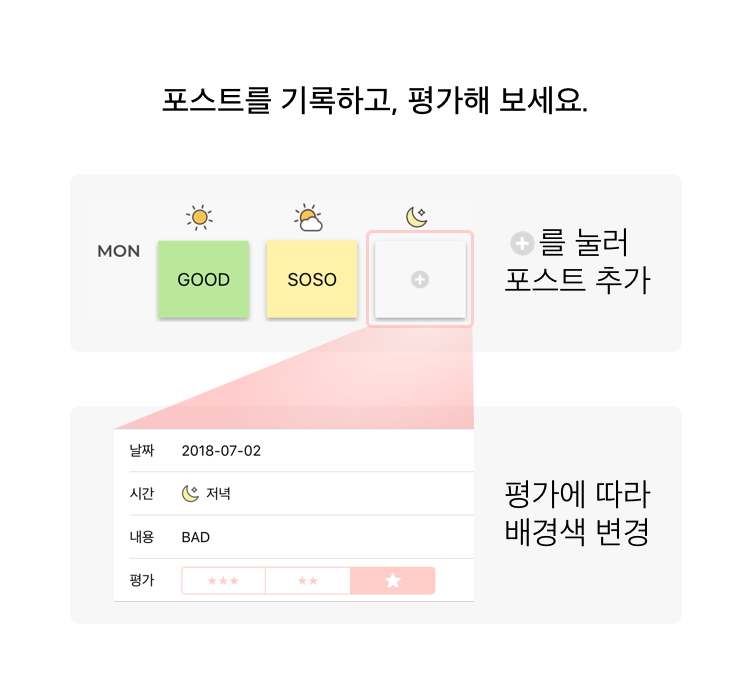 포스트를 기록하고, 평가해 보세요.
MON
GOOD
SOSO
를 눌러
포스트 추가
날짜 2018-07-02
시간 저녁
내용 BAD
평가 ★★★ ★★ ★
평가에 따라
배경색 변경